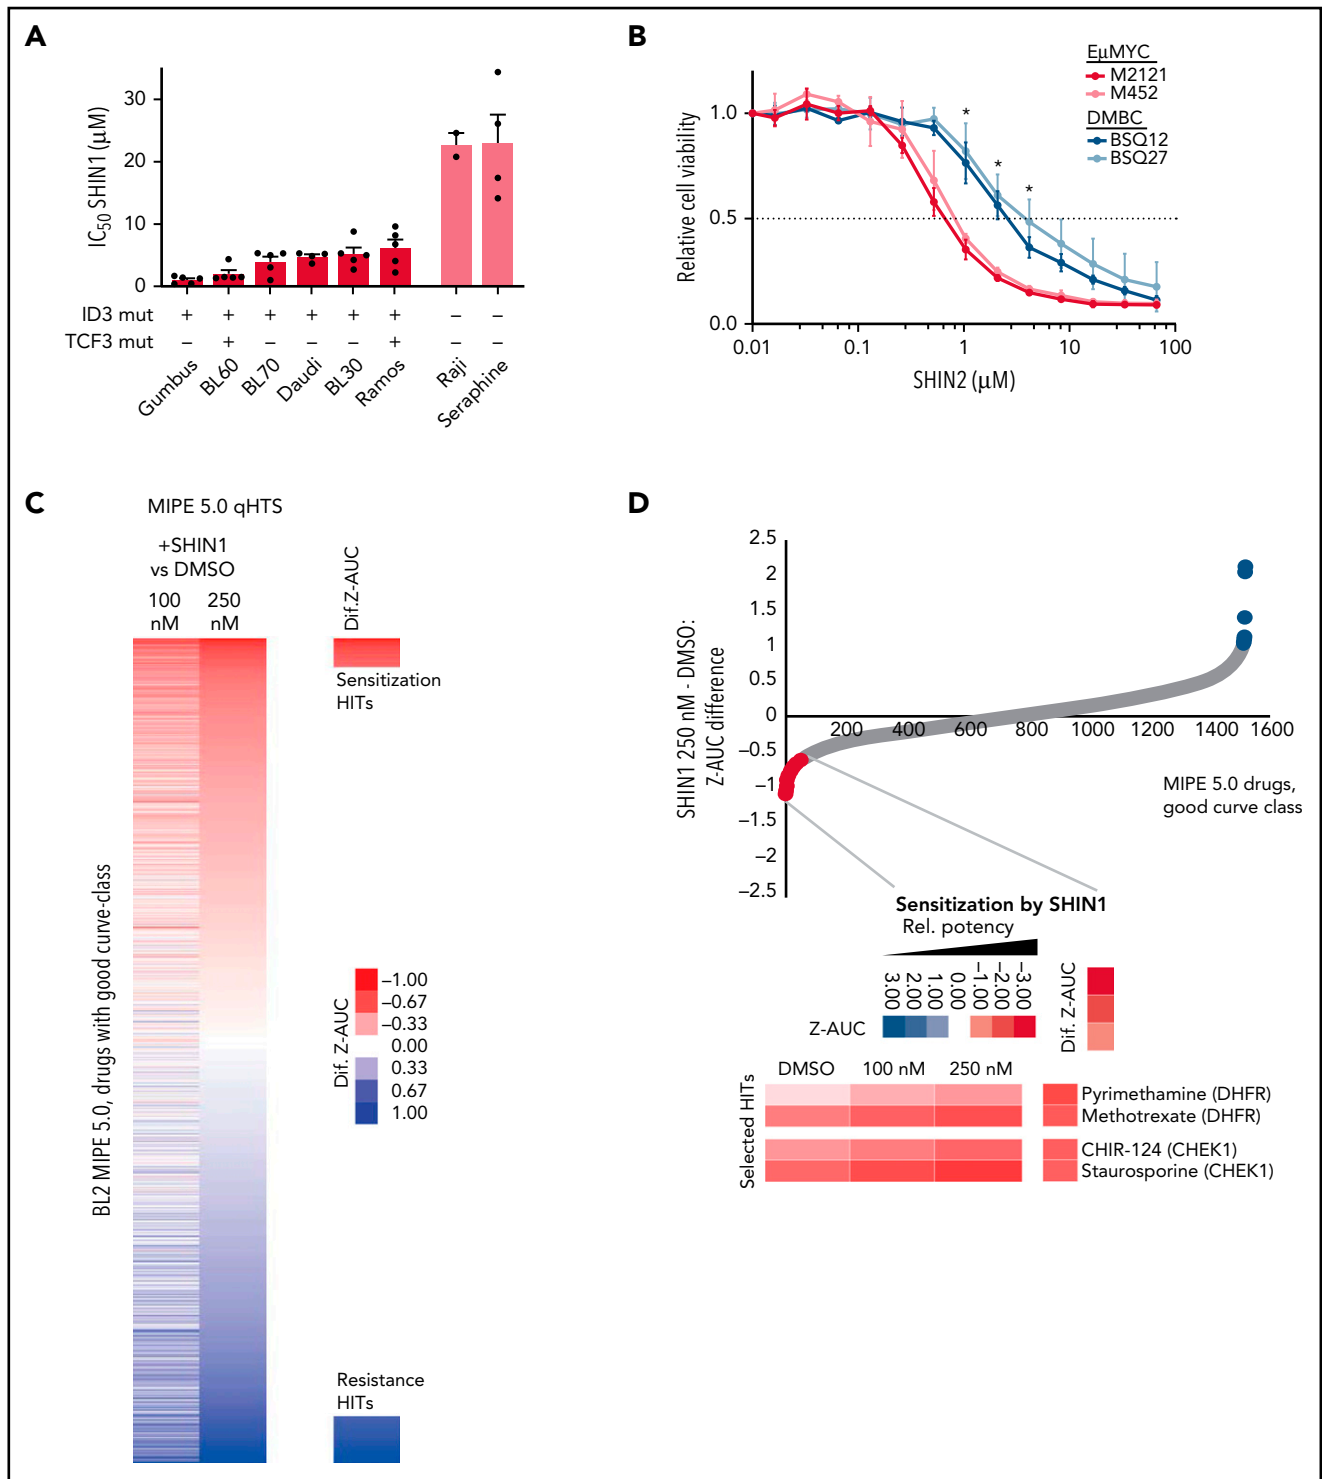 A
IC50 SHIN1 (μM)
30
20
10
0
ID3 mut + + + + + + – –
TCF3 mut – + – – – + – –
Gumbus
BL60
BL70
Daudi
BL30
Ramos
Raji
Seraphine
B
EμMYC
M2121
M452
DMBC
BSQ12
BSQ27
Relative cell viability
1.0
0.5
0.0
* * *
0.01 0.1 1 10 100
SHIN2 (μM)
C
MIPE 5.0 qHTS
+SHIN1
vs DMSO
100 250
nM nM
BL2 MIPE 5.0, drugs with good curve-class
Dif.Z-AUC
Sensitization
HITs
Dif. Z-AUC
–1.00
–0.67
–0.33
0.00
0.33
0.67
1.00
Resistance
HITs
D
SHIN1 250 nM - DMSO:
Z-AUC difference
2.5
2
1.5
1
0.5
0
–0.5
–1
–1.5
–2
–2.5
200 400 600 800 1000 1200 1400 1600
MIPE 5.0 drugs,
good curve class
Sensitization by SHIN1
Rel. potency
3.00 2.00 1.00 0.00 –1.00 –2.00 –3.00
Z-AUC
Dif. Z-AUC
DMSO 100 nM 250 nM
Selected HITs
Pyrimethamine (DHFR)
Methotrexate (DHFR)
CHIR-124 (CHEK1)
Staurosporine (CHEK1)